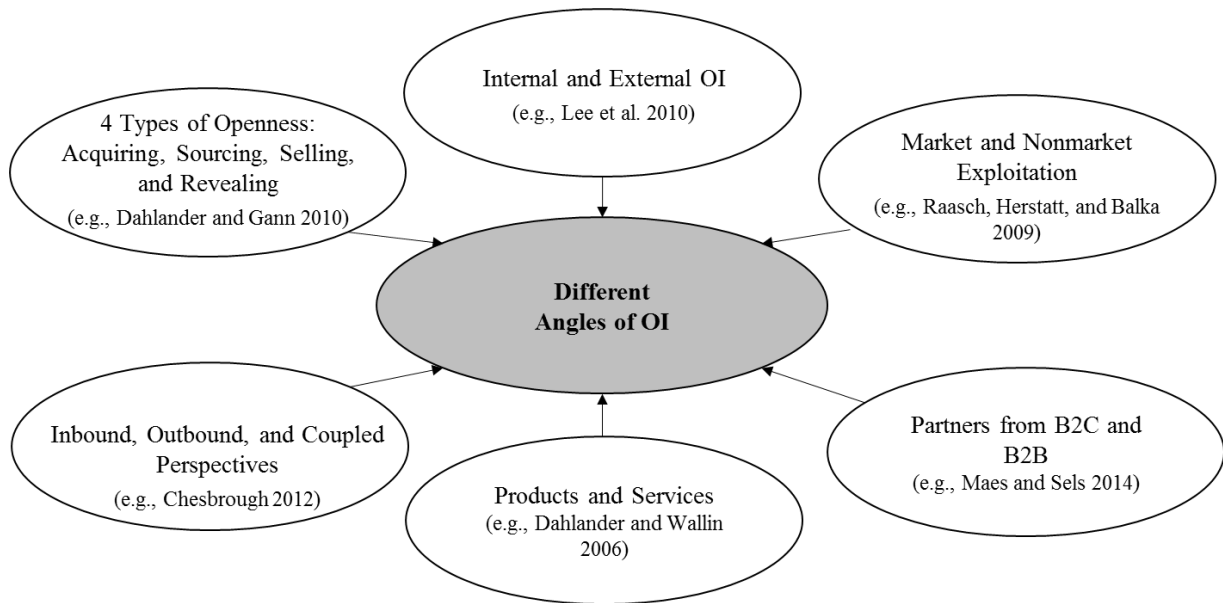 Internal and External OI
(e.g., Lee et al. 2010)
4 Types of Openness:
Acquiring, Sourcing, Selling,
and Revealing
(e.g., Dahlander and Gann 2010)
Market and Nonmarket
Exploitation
(e.g., Raasch, Herstatt, and Balka
2009)
Different
Angles of OI
Inbound, Outbound, and Coupled
Perspectives
(e.g., Chesbrough 2012)
Products and Services
(e.g., Dahlander and Wallin
2006)
Partners from B2C and
B2B
(e.g., Maes and Sels 2014)